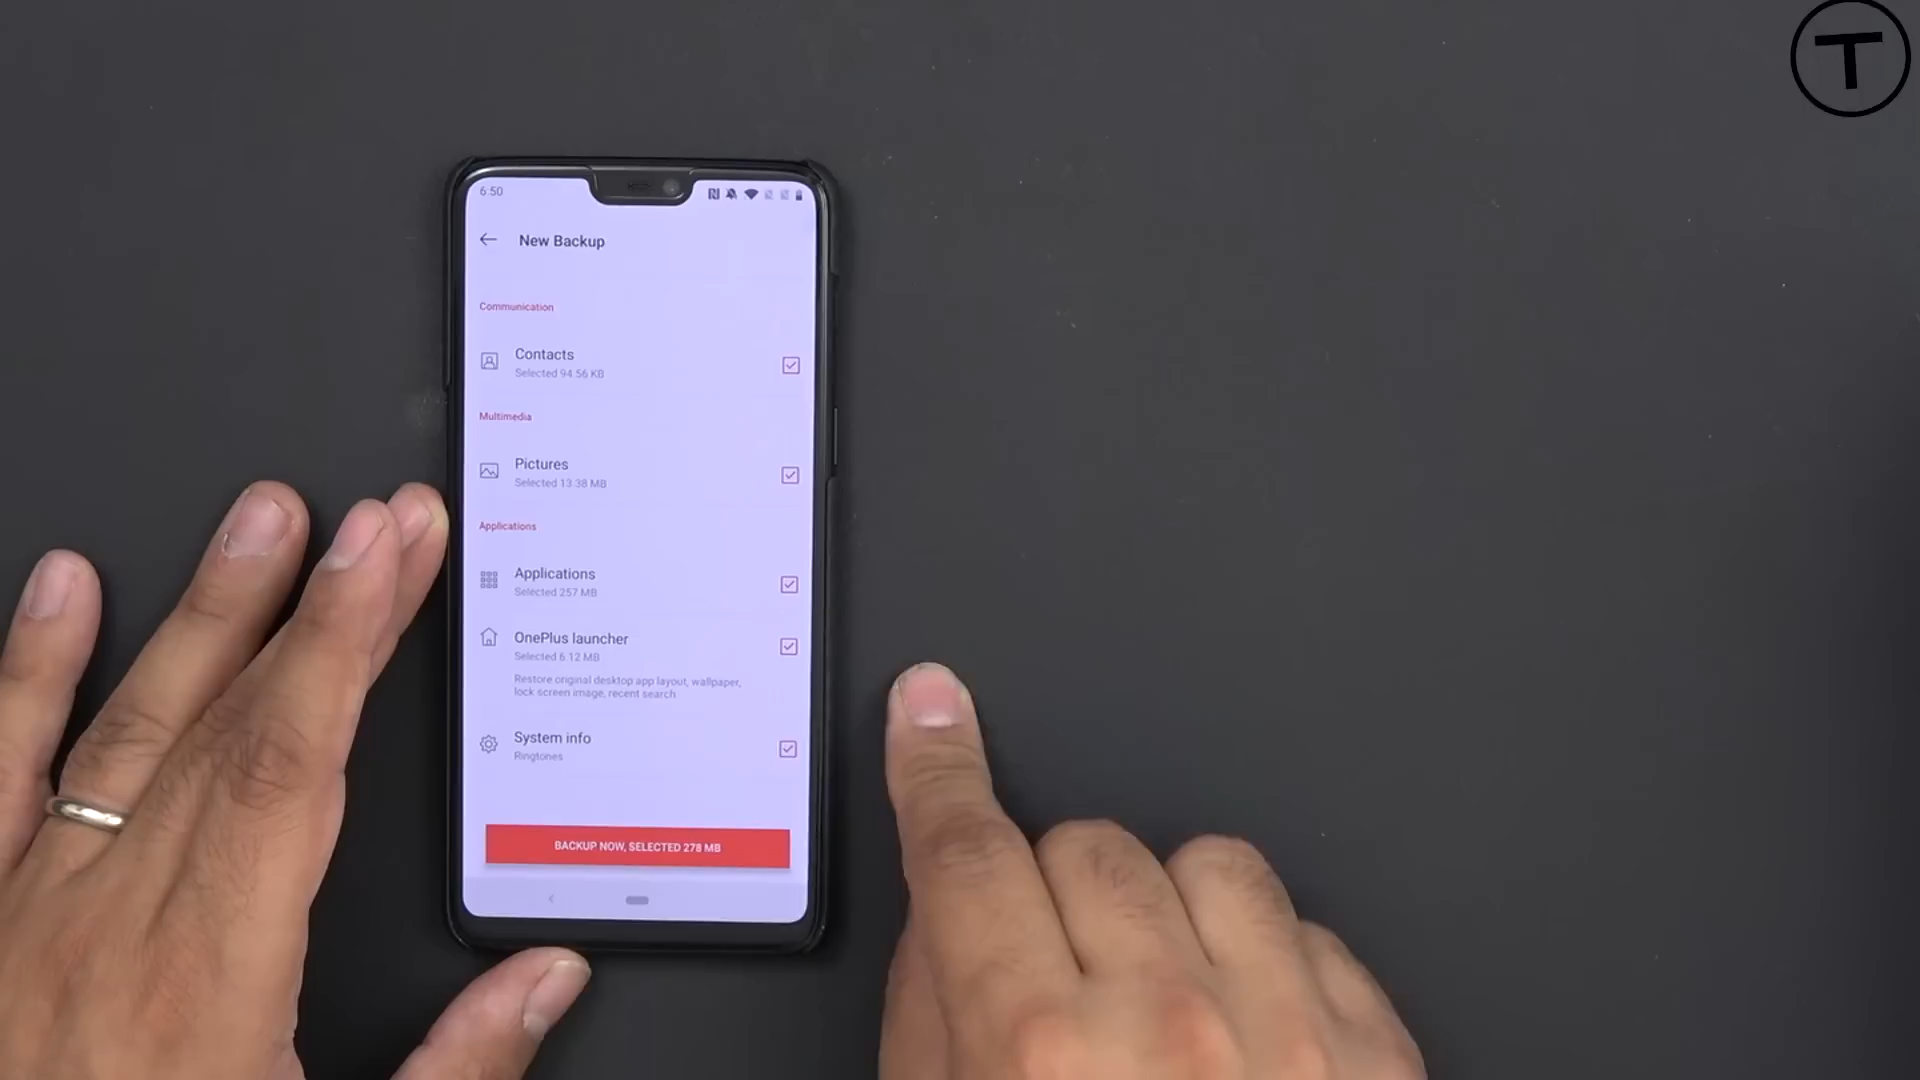 T
6:50
New Backup
Communication
Contacts
Selected 94.56 KB
Multimedia
Pictures
Selected 13.38 MB
Applications
Applications
Selected 257 MB
OnePlus launcher
Selected 6.12 MB
Restore original desktop app layout, wallpaper,
lock screen image, recent search.
System info
Ringtones
BACKUP NOW, SELECTED 278 MB